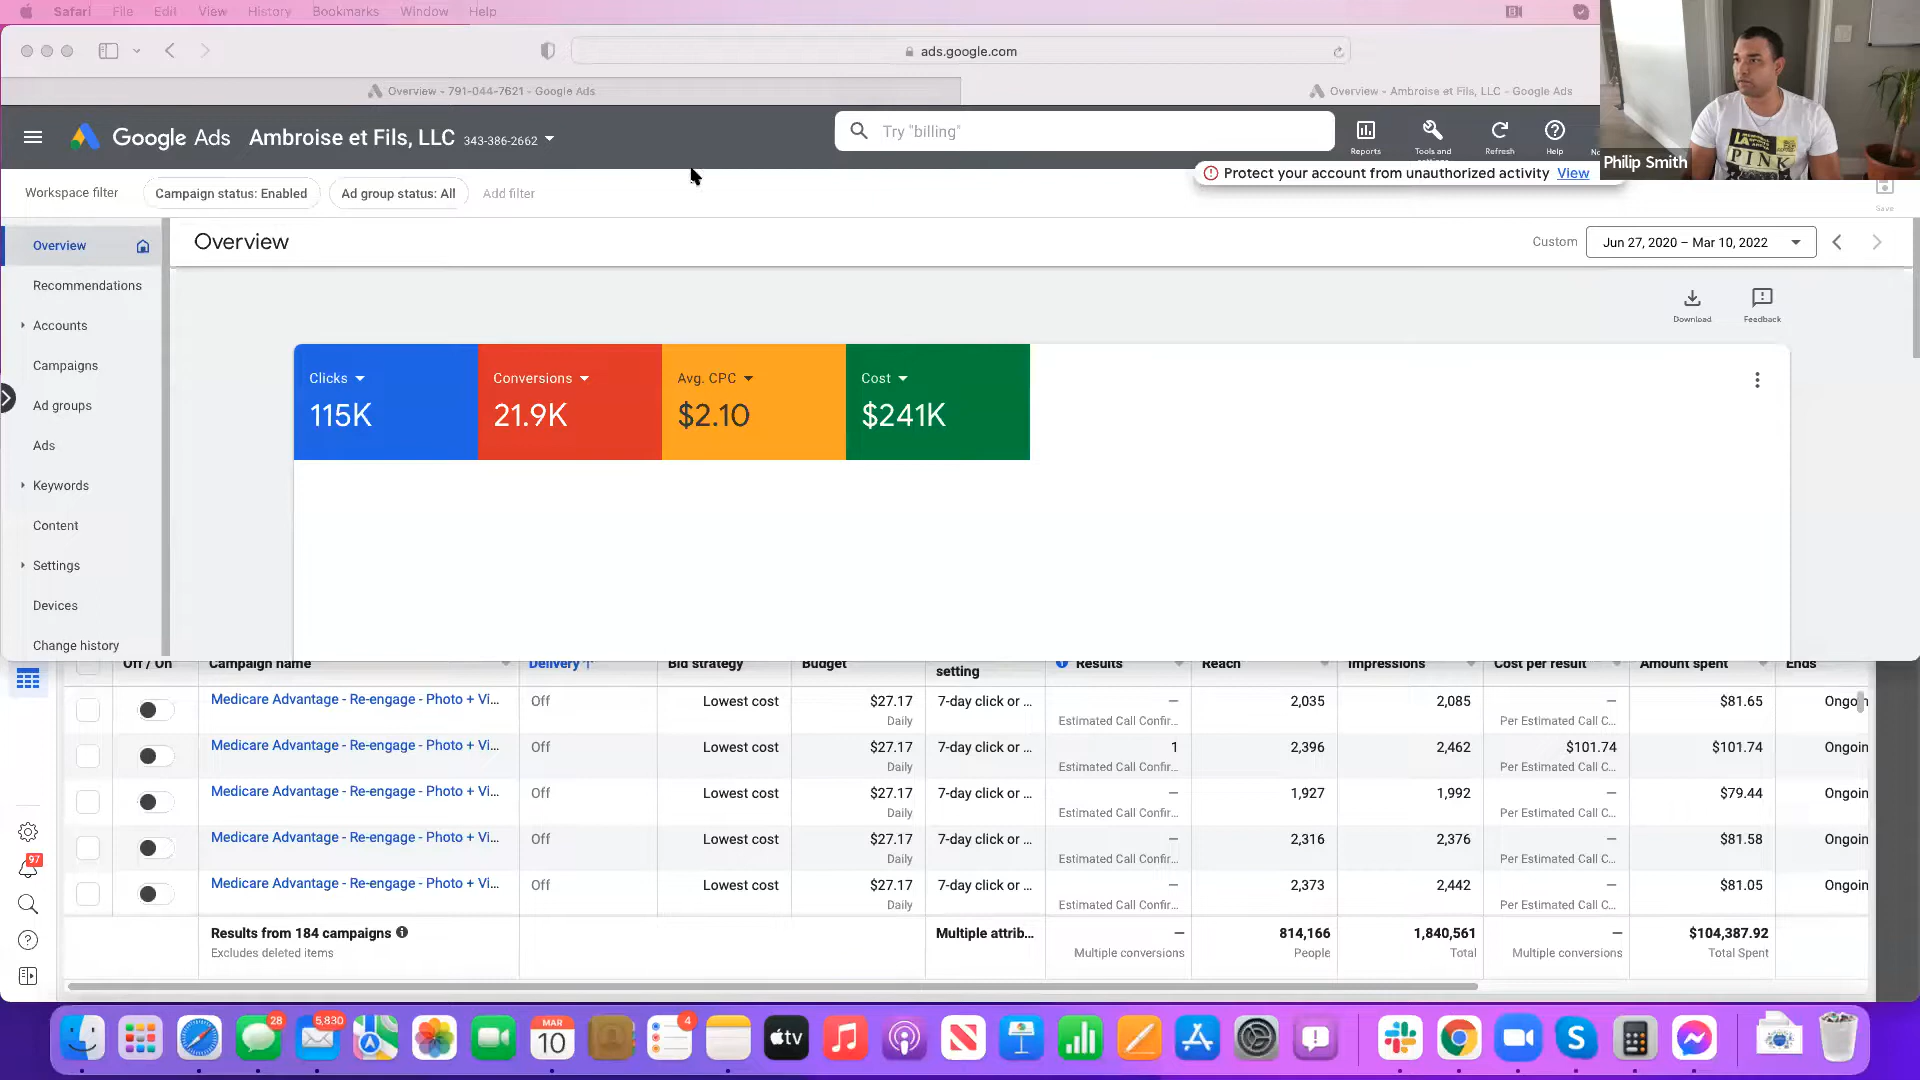 Safari File Edit View History Bookmarks Window Help
ads.google.com
Overview - 791-044-7621 - Google Ads
Overview - Ambroise et Fils, LLC - Google Ads
Google Ads Ambroise et Fils, LLC 343-386-2662
Try "billing"
Reports
Tools and
Refresh
Help
Philip Smith
PINK
Protect your account from unauthorized activity View
Workspace filter Campaign status: Enabled Ad group status: All Add filter
Save
Overview
Recommendations
Accounts
Campaigns
Ad groups
Ads
Keywords
Content
Settings
Devices
Change history
Overview
Custom Jun 27, 2020 – Mar 10, 2022
Download Feedback
Clicks Conversions Avg. CPC Cost
115K 21.9K $2.10 $241K
Off / On Campaign name Delivery ↑ Bid strategy Budget setting Results Reach Impressions Cost per result Amount spent Ends
Medicare Advantage - Re-engage - Photo + Vi... Off Lowest cost $27.17 7-day click or ... — 2,035 2,085 — $81.65 Ongoin
Daily Estimated Call Confir... Per Estimated Call C...
Medicare Advantage - Re-engage - Photo + Vi... Off Lowest cost $27.17 7-day click or ... 1 2,396 2,462 $101.74 $101.74 Ongoin
Daily Estimated Call Confir... Per Estimated Call C...
Medicare Advantage - Re-engage - Photo + Vi... Off Lowest cost $27.17 7-day click or ... — 1,927 1,992 — $79.44 Ongoin
Daily Estimated Call Confir... Per Estimated Call C...
Medicare Advantage - Re-engage - Photo + Vi... Off Lowest cost $27.17 7-day click or ... — 2,316 2,376 — $81.58 Ongoin
Daily Estimated Call Confir... Per Estimated Call C...
Medicare Advantage - Re-engage - Photo + Vi... Off Lowest cost $27.17 7-day click or ... — 2,373 2,442 — $81.05 Ongoin
Daily Estimated Call Confir... Per Estimated Call C...
Results from 184 campaigns Multiple attrib... — 814,166 1,840,561 — $104,387.92
Excludes deleted items Multiple conversions People Total Multiple conversions Total Spent
97
28
5,830
MAR
10
4
tv